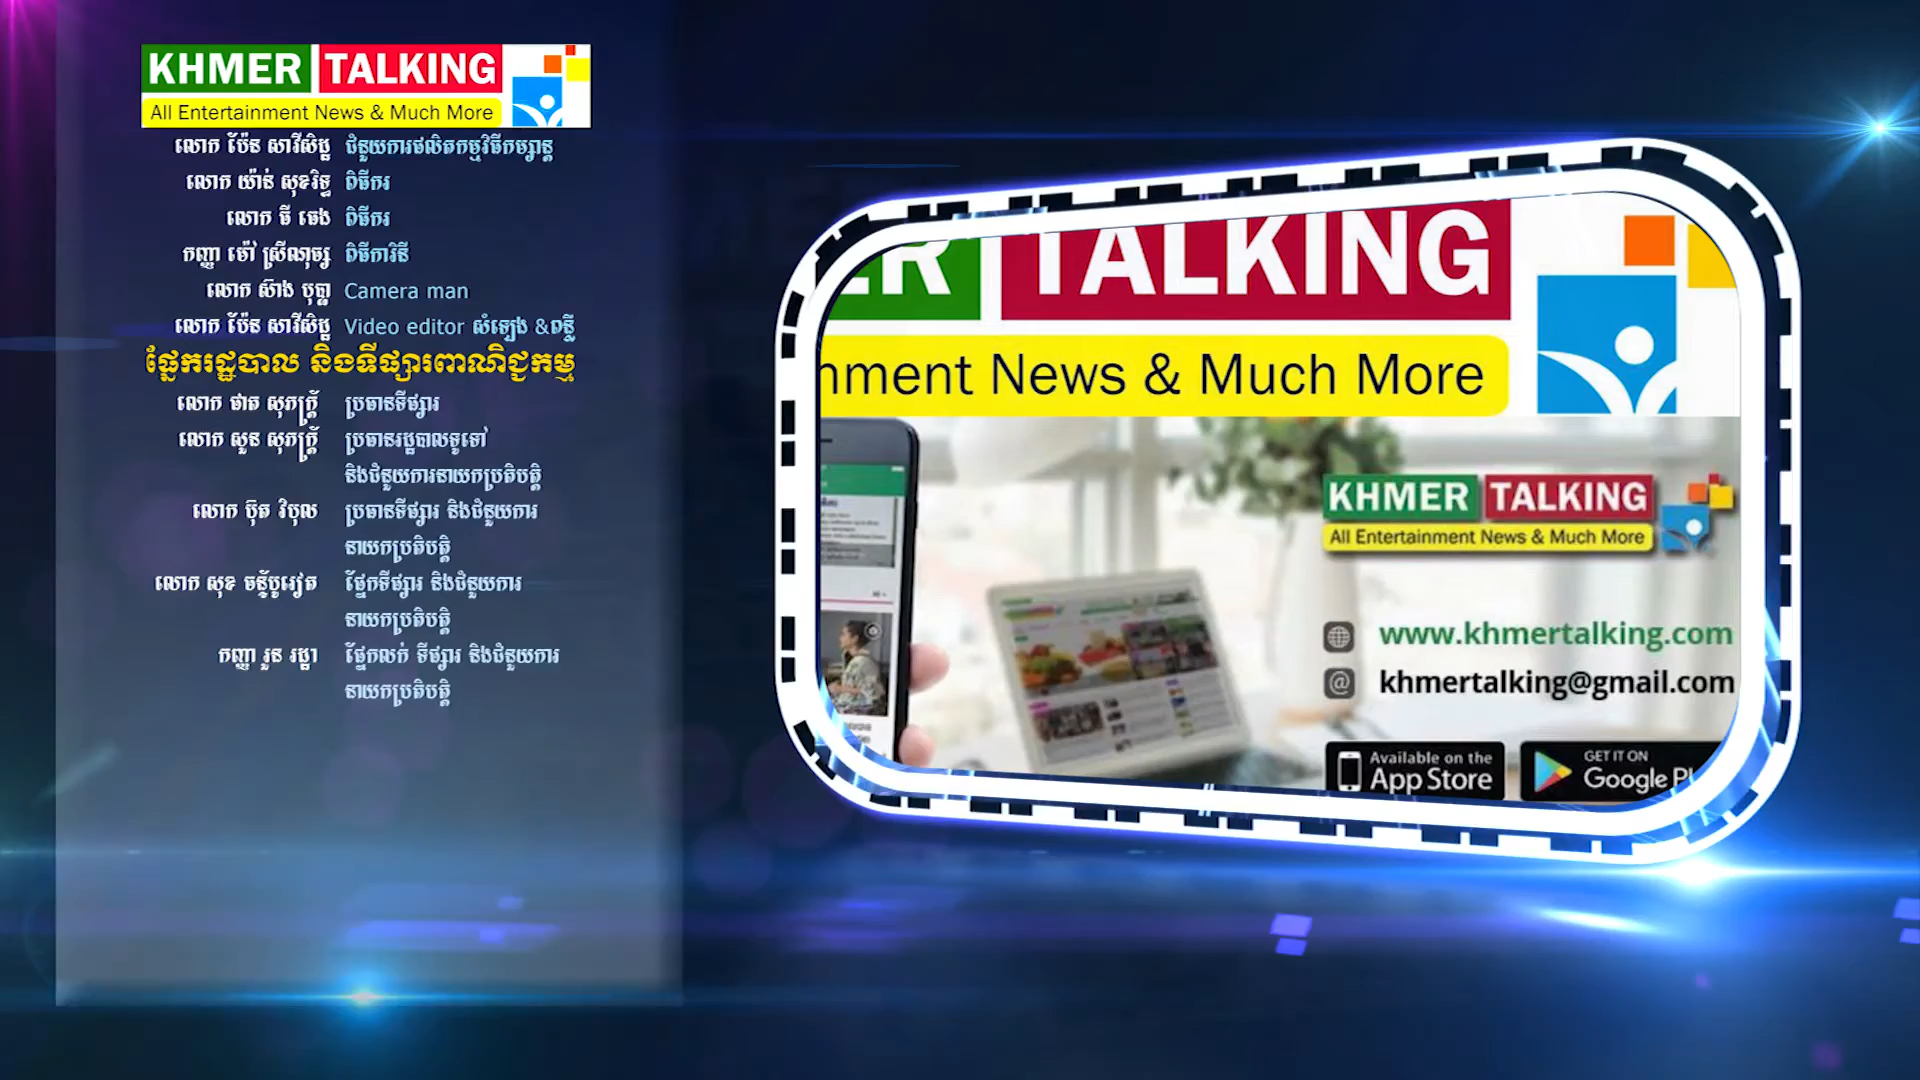 KHMER TALKING
All Entertainment News & Much More
លោក ប៉ែន សាវីសិដ្ឋ ជំនួយការផលិតកម្មវិធីកម្សាន្ត
លោក យ៉ាន់ សុខរិទ្ធ ពិធីករ
លោក ធី ធេង ពិធីករ
កញ្ញា ម៉ៅ ស្រីណុច្ស ពិធីការិនី
លោក ស៊ាង បុត្ថា Camera man
លោក ប៉ែន សាវីសិដ្ឋ Video editor សំឡេង &ពន្លឺ
ផ្នែករដ្ឋបាល និងទីផ្សារពាណិជ្ជកម្ម
លោក ផាត សុភក្ត្រ័ ប្រធានទីផ្សារ
លោក សួន សុភក្ត្រ័ ប្រធានរដ្ឋបាលទូទៅ
និងជំនួយការនាយកប្រតិបត្តិ
លោក ប៊ុត វិបុល ប្រធានទីផ្សារ និងជំនួយការ
នាយកប្រតិបត្តិ
លោក សុខ ចន្ទ័បូរៀត ផ្នែកទីផ្សារ និងជំនួយការ
នាយកប្រតិបត្តិ
កញ្ញា រួន រដ្ឋា ផ្នែកលក់ ទីផ្សារ និងជំនួយការ
នាយកប្រតិបត្តិ
ER TALKING
nment News & Much More
KHMER TALKING
All Entertainment News & Much More
www.khmertalking.com
@ khmertalking@gmail.com
Available on the
App Store
GET IT ON
Google Pl